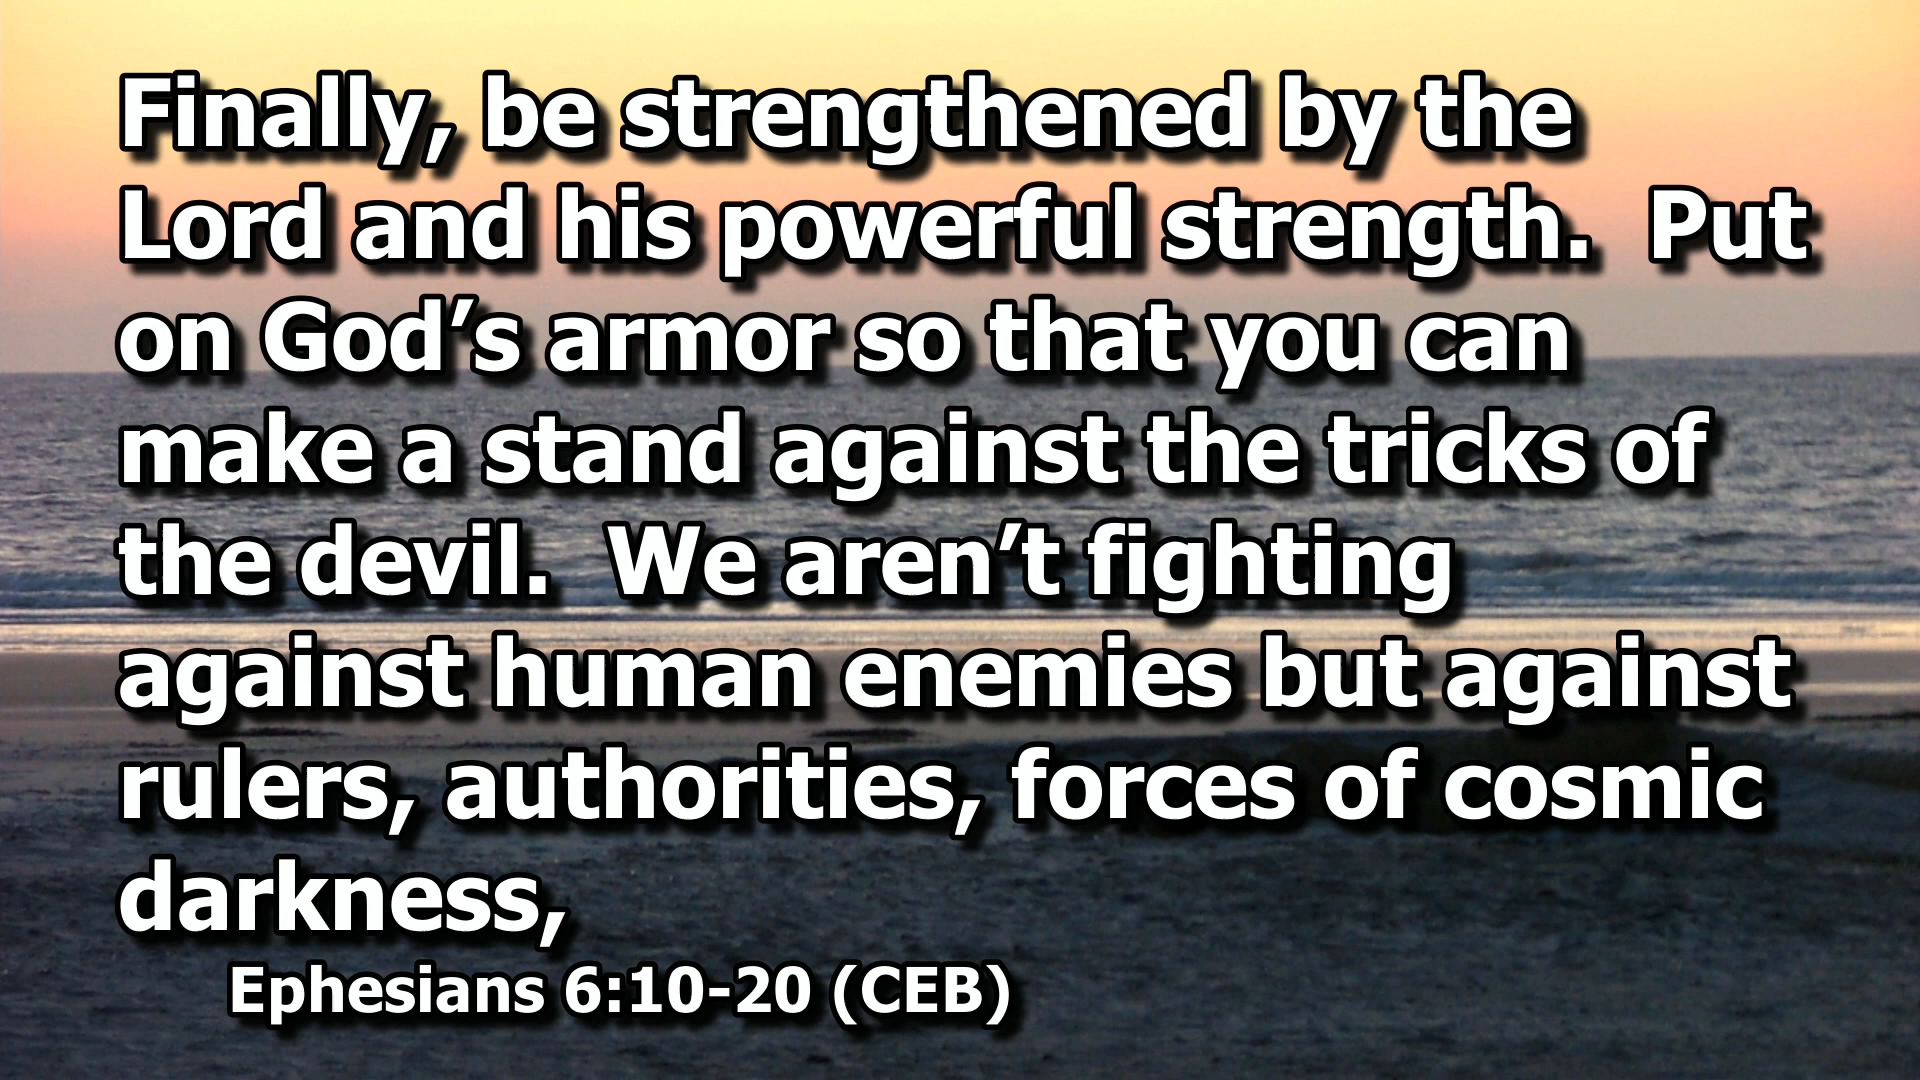 Finally, be strengthened by the
Lord and his powerful strength.  Put
on God’s armor so that you can
make a stand against the tricks of
the devil.  We aren’t fighting
against human enemies but against
rulers, authorities, forces of cosmic
darkness,
Ephesians 6:10-20 (CEB)